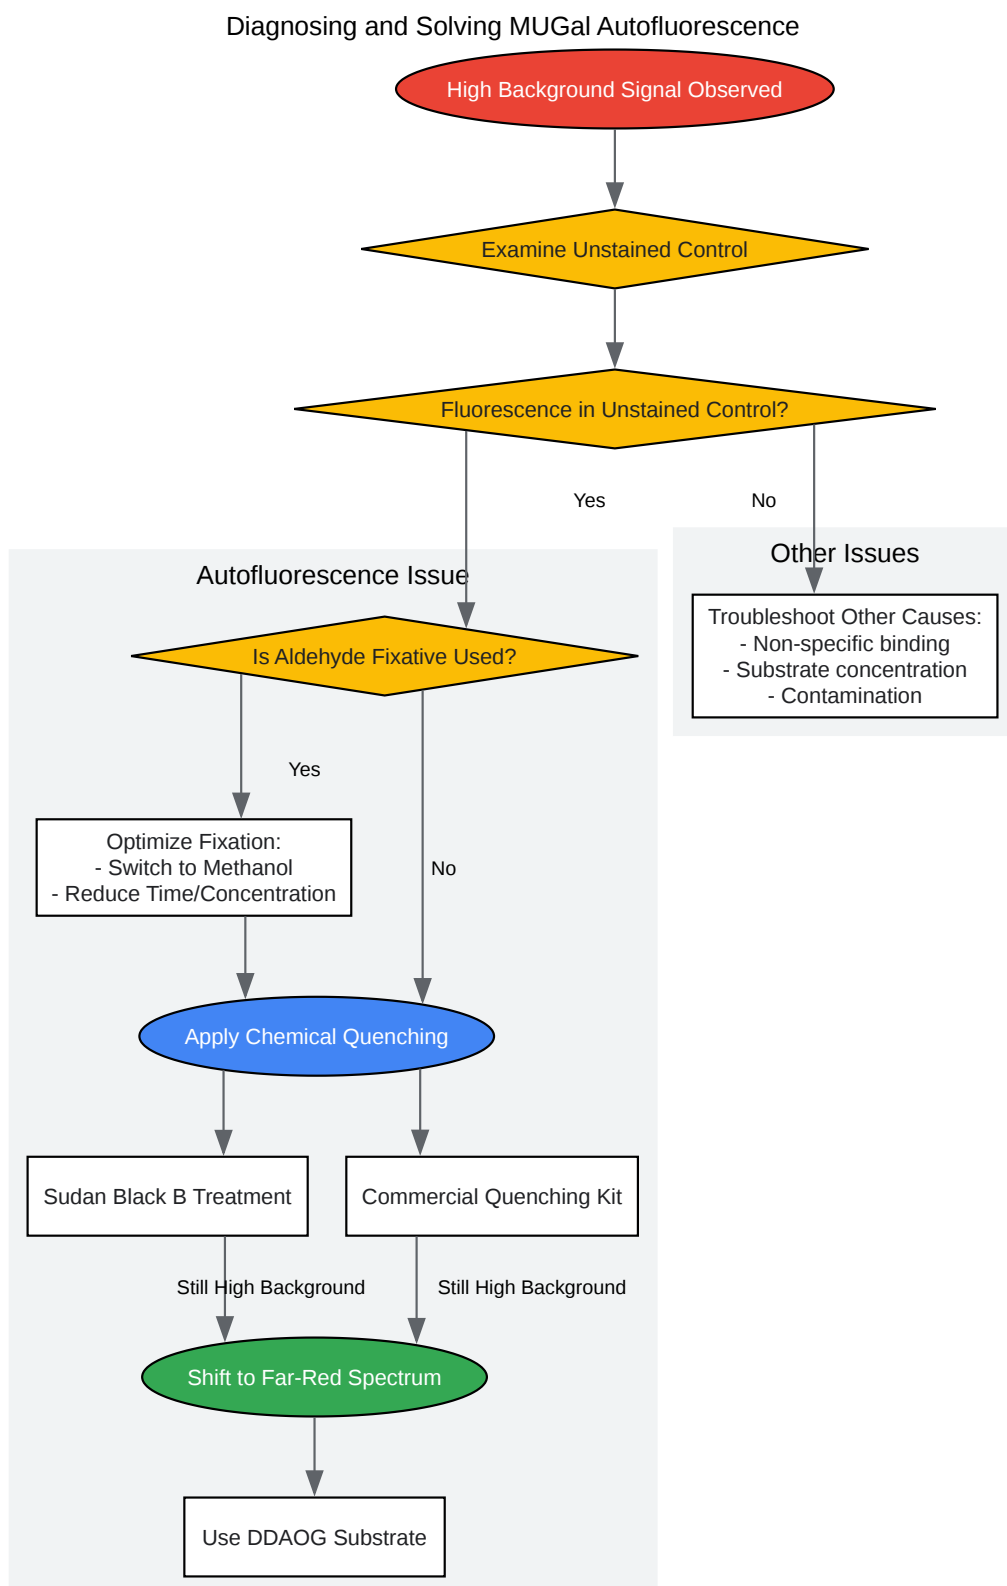 Diagnosing and Solving MUGal Autofluorescence
High Background Signal Observed
Examine Unstained Control
Fluorescence in Unstained Control?
Yes
No
Autofluorescence Issue
Other Issues
Troubleshoot Other Causes:
- Non-specific binding
- Substrate concentration
- Contamination
Is Aldehyde Fixative Used?
Yes
No
Optimize Fixation:
- Switch to Methanol
- Reduce Time/Concentration
Apply Chemical Quenching
Sudan Black B Treatment
Commercial Quenching Kit
Still High Background
Still High Background
Shift to Far-Red Spectrum
Use DDAOG Substrate